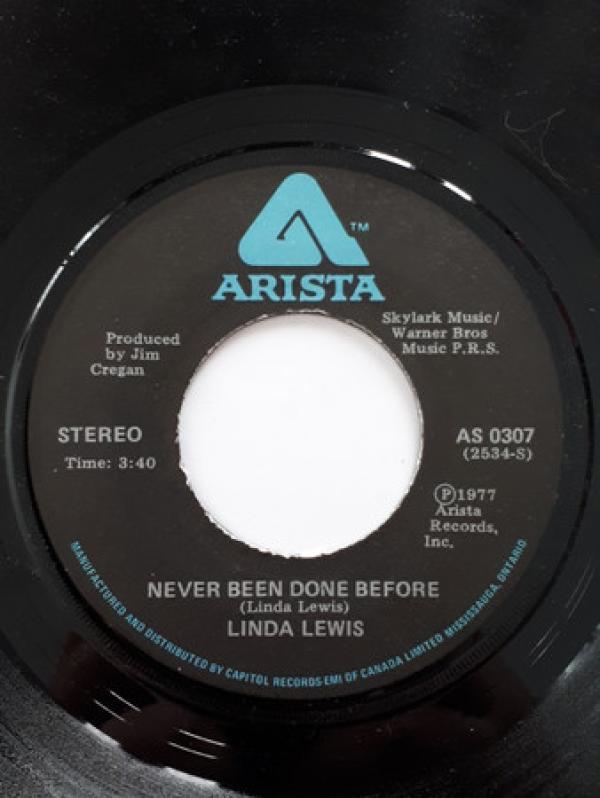 ™
ARISTA
Skylark Music/
Warner Bros
Music P.R.S.
Produced
by Jim
Cregan
STEREO
Time: 3:40
AS 0307
(2534-S)
Ⓟ1977
Arista
Records,
Inc.
NEVER BEEN DONE BEFORE
(Linda Lewis)
LINDA LEWIS
MANUFACTURED AND DISTRIBUTED BY CAPITOL RECORDS-EMI OF CANADA LIMITED MISSISSAUGA, ONTARIO